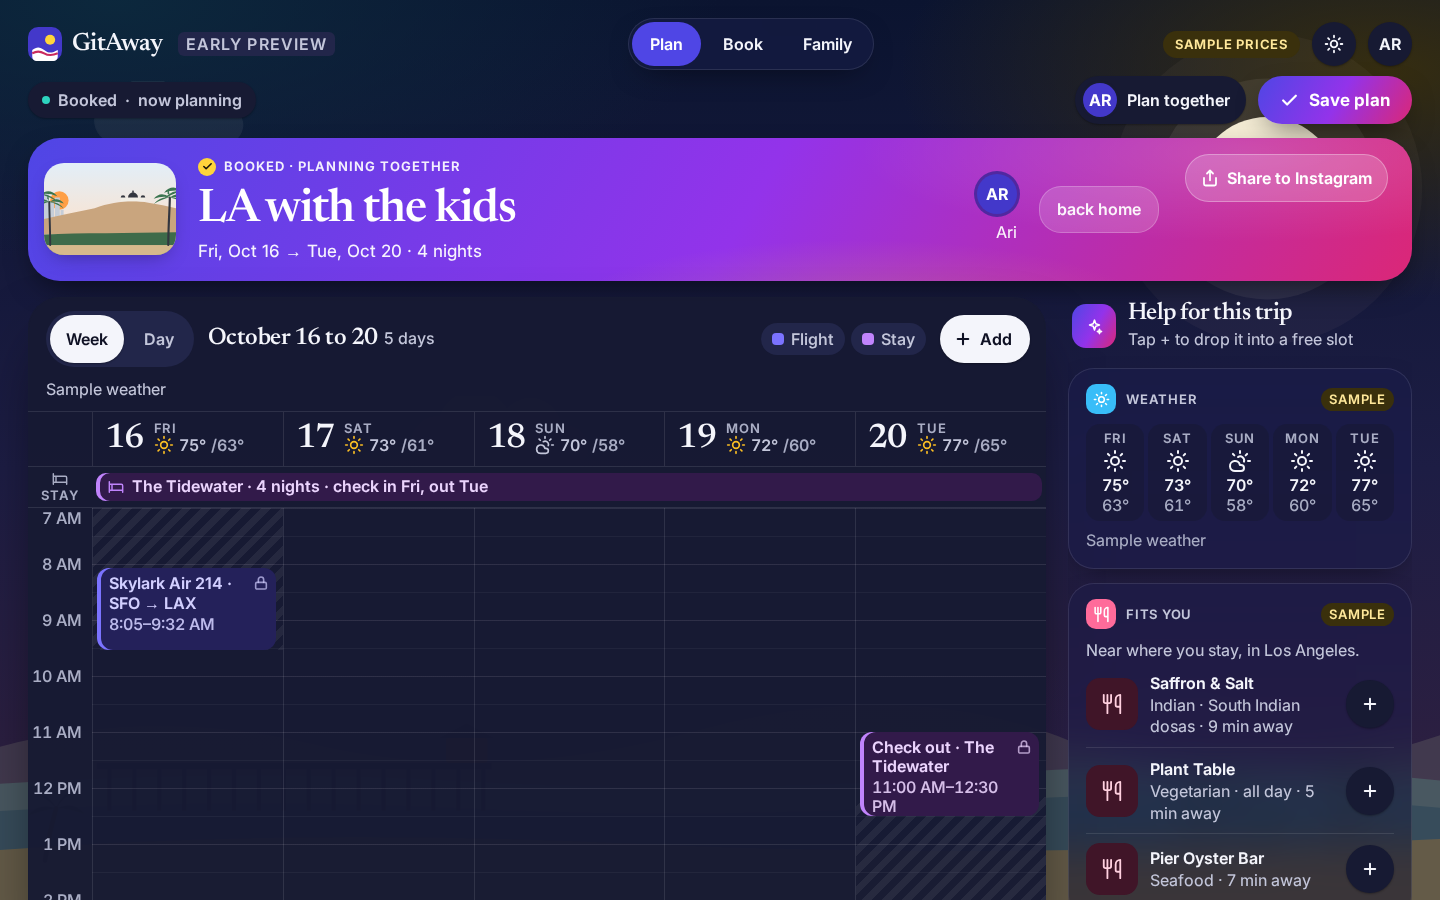 GitAway EARLY PREVIEW
Plan Book Family
SAMPLE PRICES
AR
Booked · now planning
AR Plan together
Save plan
BOOKED · PLANNING TOGETHER
LA with the kids
Fri, Oct 16 → Tue, Oct 20 · 4 nights
AR
Ari
back home
Share to Instagram
Week Day
October 16 to 20 5 days
Flight
Stay
+ Add
Sample weather
16 FRI 75° /63°
17 SAT 73° /61°
18 SUN 70° /58°
19 MON 72° /60°
20 TUE 77° /65°
STAY
The Tidewater · 4 nights · check in Fri, out Tue
7 AM
8 AM
9 AM
10 AM
11 AM
12 PM
1 PM
2 PM
Skylark Air 214 ·
SFO → LAX
8:05–9:32 AM
Check out · The
Tidewater
11:00 AM–12:30
PM
Help for this trip
Tap + to drop it into a free slot
WEATHER SAMPLE
FRI SAT SUN MON TUE
75° 73° 70° 72° 77°
63° 61° 58° 60° 65°
Sample weather
FITS YOU SAMPLE
Near where you stay, in Los Angeles.
Saffron & Salt
Indian · South Indian
dosas · 9 min away
+
Plant Table
Vegetarian · all day · 5
min away
+
Pier Oyster Bar
Seafood · 7 min away
+